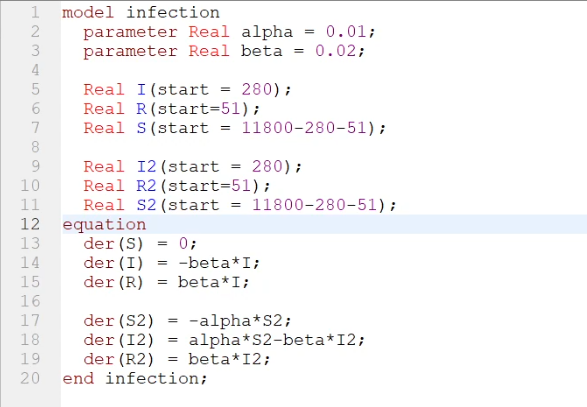 1 model infection
2 parameter Real alpha = 0.01;
3 parameter Real beta = 0.02;
4
5 Real I(start = 280);
6 Real R(start=51);
7 Real S(start = 11800-280-51);
8
9 Real I2(start = 280);
10 Real R2(start=51);
11 Real S2(start = 11800-280-51);
12 equation
13 der(S) = 0;
14 der(I) = -beta*I;
15 der(R) = beta*I;
16
17 der(S2) = -alpha*S2;
18 der(I2) = alpha*S2-beta*I2;
19 der(R2) = beta*I2;
20 end infection;